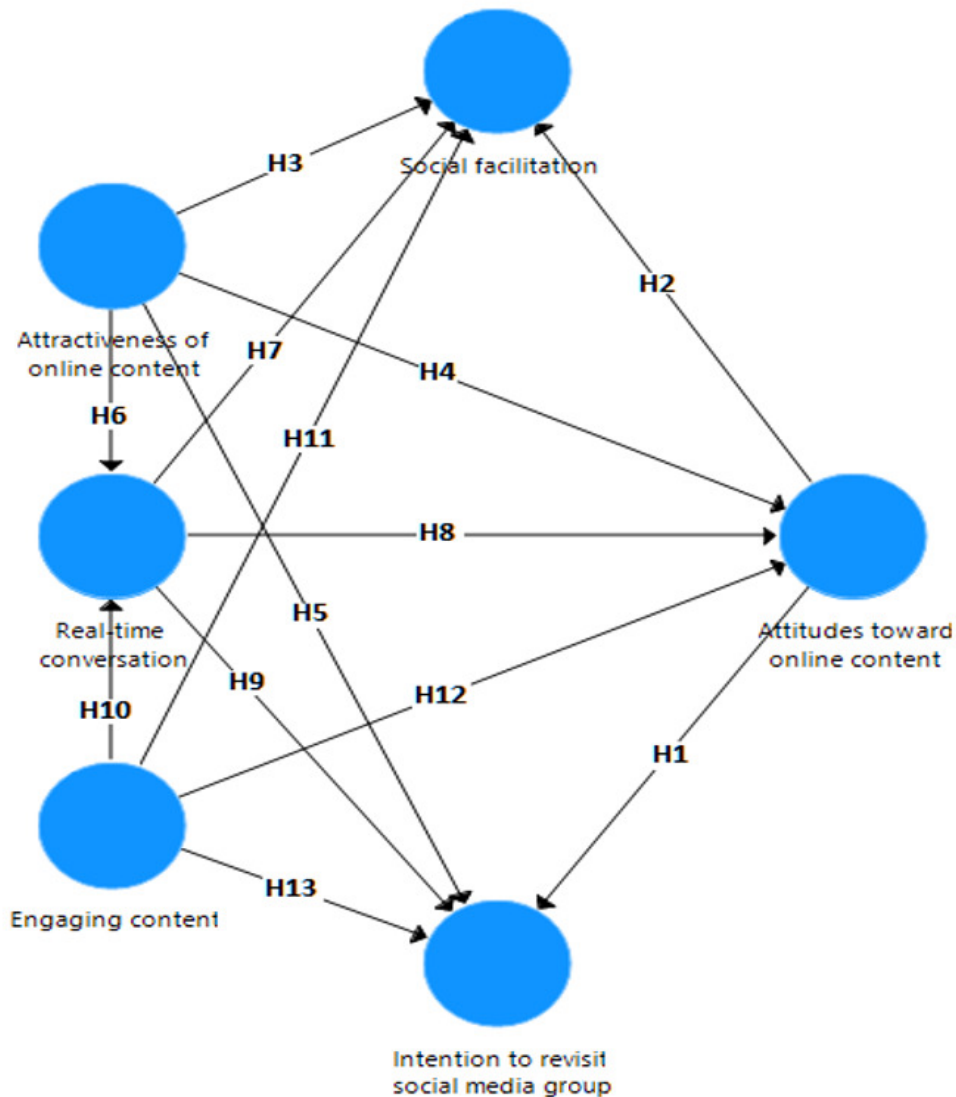 H3
Social facilitation
H2
Attractiveness of
online content
H7
H4
H6
H11
H8
H5
Real-time
conversation
Attitudes toward
online content
H9
H12
H10
H1
H13
Engaging content
Intention to revisit
social media group